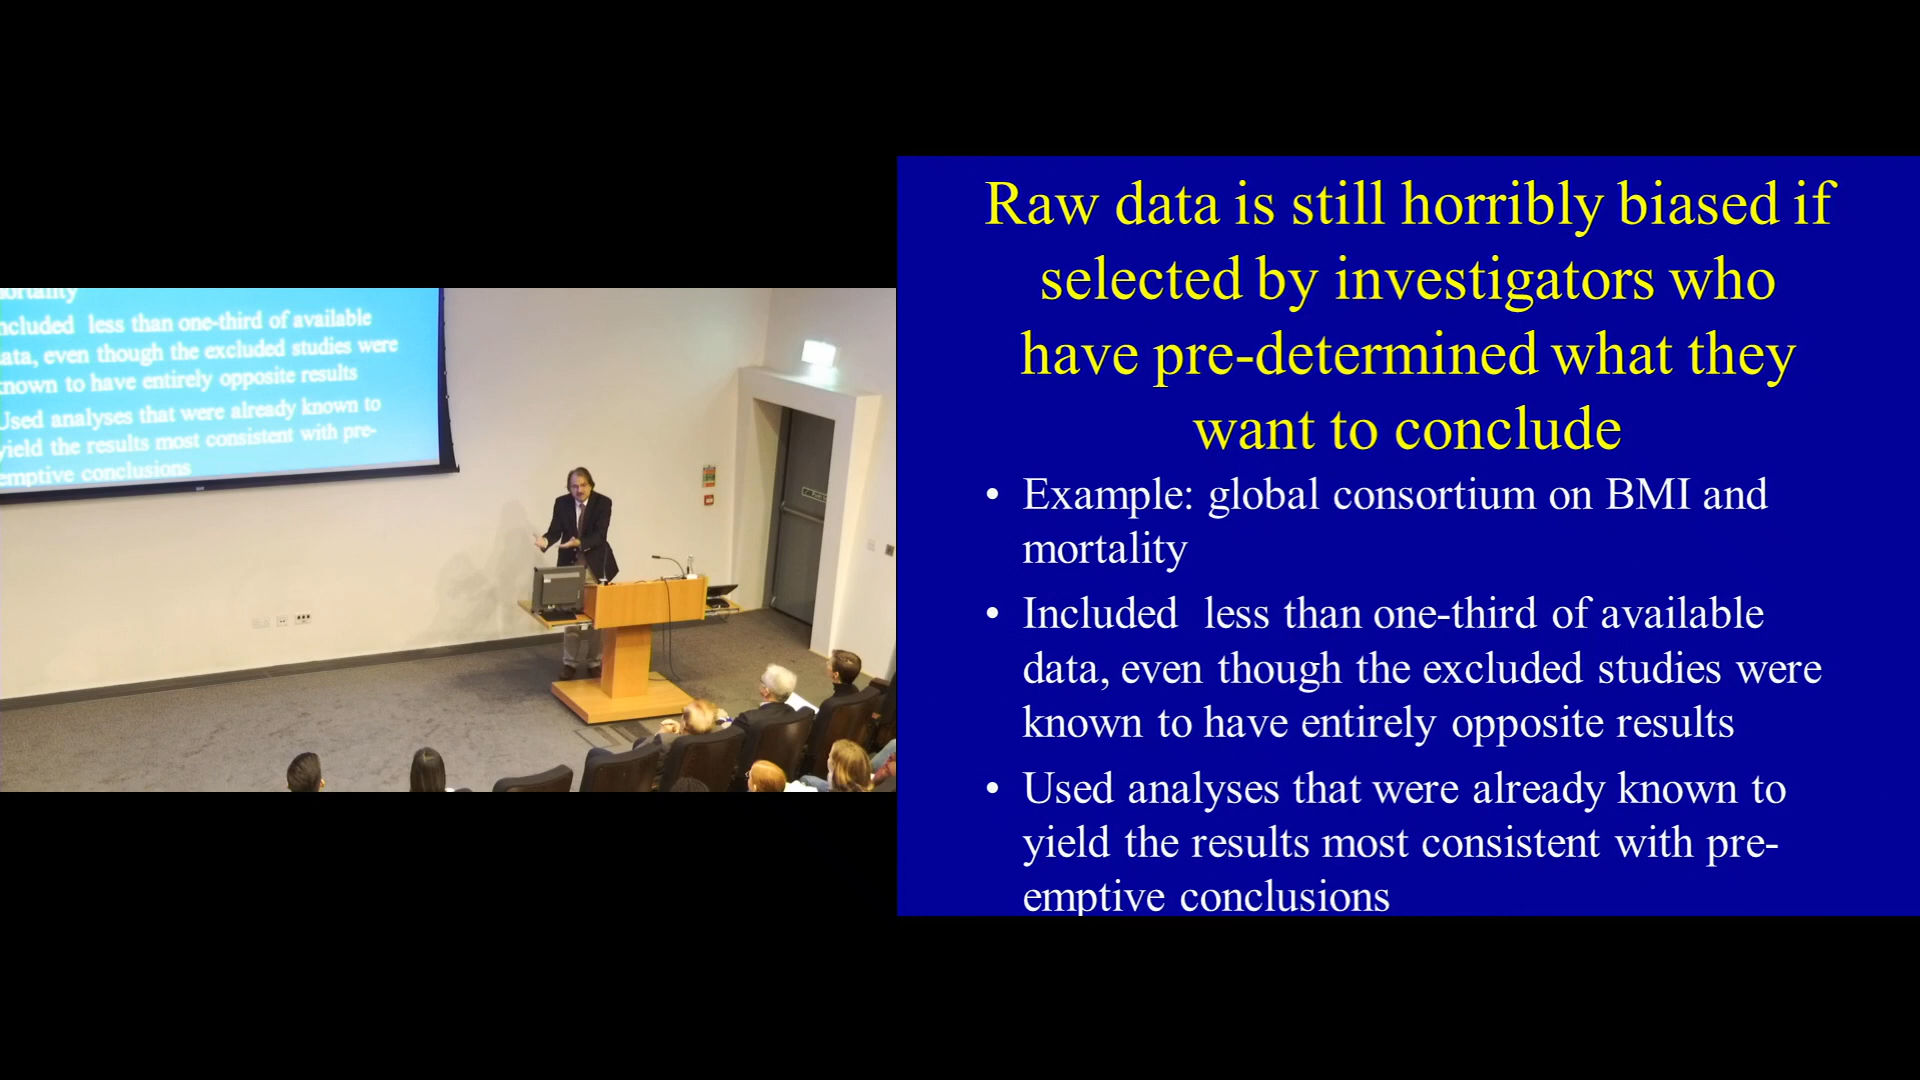 ortality
ncluded less than one-third of available
ata, even though the excluded studies were
nown to have entirely opposite results
Used analyses that were already known to
yield the results most consistent with pre-
emptive conclusions
Raw data is still horribly biased if
selected by investigators who
have pre-determined what they
want to conclude
• Example: global consortium on BMI and
mortality
• Included less than one-third of available
data, even though the excluded studies were
known to have entirely opposite results
• Used analyses that were already known to
yield the results most consistent with pre-
emptive conclusions